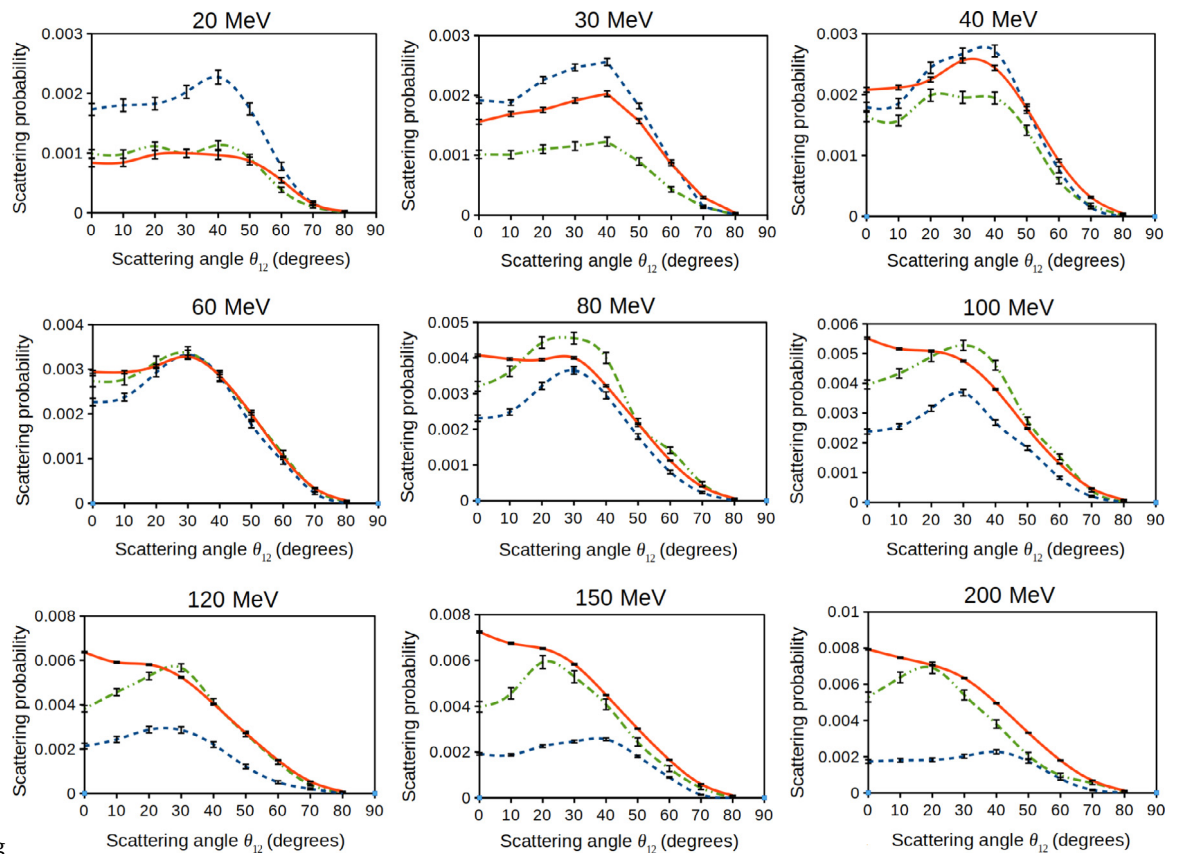 20 MeV
Scattering probability
0.003
0.002
0.001
0
0 10 20 30 40 50 60 70 80 90
Scattering angle θ12 (degrees)
30 MeV
Scattering probability
0.003
0.002
0.001
0
0 10 20 30 40 50 60 70 80 90
Scattering angle θ12 (degrees)
40 MeV
Scattering probability
0.003
0.002
0.001
0
0 10 20 30 40 50 60 70 80 90
Scattering angle θ12 (degrees)
60 MeV
Scattering probability
0.004
0.003
0.002
0.001
0
0 10 20 30 40 50 60 70 80 90
Scattering angle θ12 (degrees)
80 MeV
Scattering probability
0.005
0.004
0.003
0.002
0.001
0
0 10 20 30 40 50 60 70 80 90
Scattering angle θ12 (degrees)
100 MeV
Scattering probability
0.006
0.005
0.004
0.003
0.002
0.001
0
0 10 20 30 40 50 60 70 80 90
Scattering angle θ12 (degrees)
120 MeV
Scattering probability
0.008
0.006
0.004
0.002
0
0 10 20 30 40 50 60 70 80 90
Scattering angle θ12 (degrees)
150 MeV
Scattering probability
0.008
0.006
0.004
0.002
0
0 10 20 30 40 50 60 70 80 90
Scattering angle θ12 (degrees)
200 MeV
Scattering probability
0.01
0.008
0.006
0.004
0.002
0
0 10 20 30 40 50 60 70 80 90
Scattering angle θ12 (degrees)